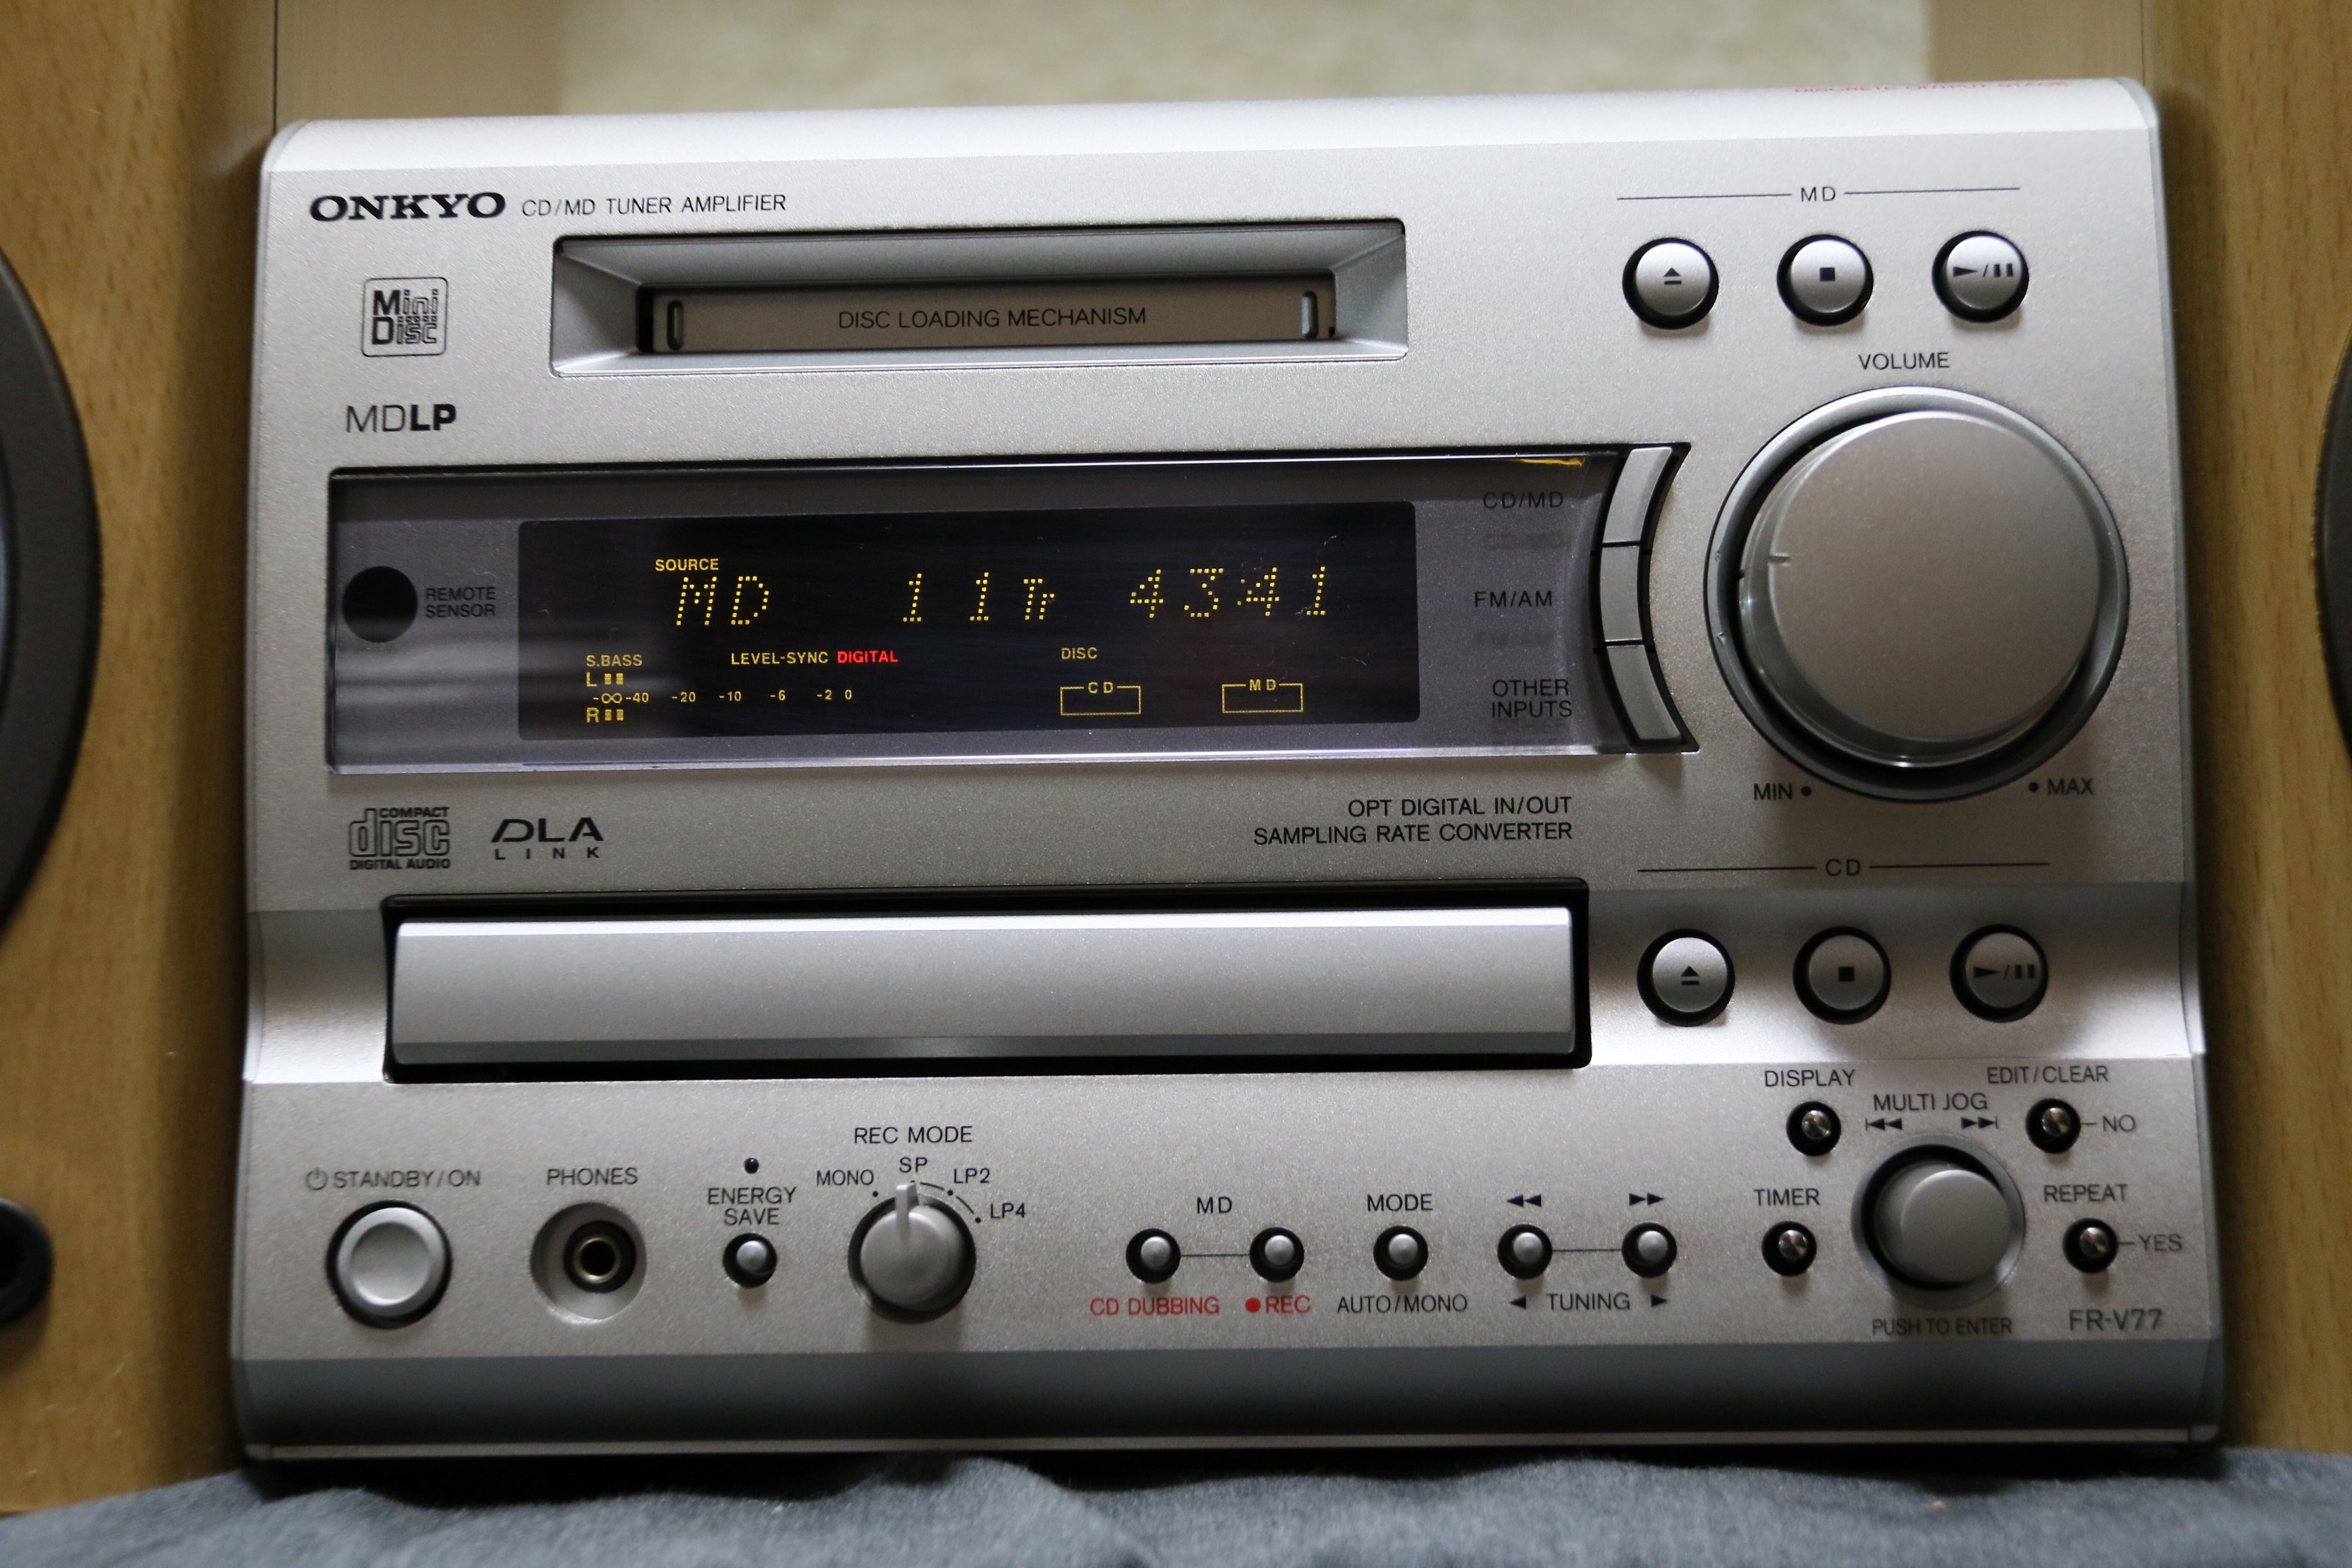 DISCRETE OUTPUT STAGE
ONKYO CD/MD TUNER AMPLIFIER
MD
Mini
Disc
DISC LOADING MECHANISM
VOLUME
MDLP
CD/MD
REMOTE
SENSOR
SOURCE
MD 11Tr 43:41
FM/AM
S.BASS LEVEL-SYNC DIGITAL DISC
L
-∞ -40 -20 -10 -6 -2 0
R
CD MD
OTHER
INPUTS
MIN • • MAX
COMPACT
disc
DIGITAL AUDIO
DLA
LINK
OPT DIGITAL IN/OUT
SAMPLING RATE CONVERTER
CD
DISPLAY
EDIT/CLEAR
MULTI JOG
NO
STANDBY/ON
PHONES
ENERGY
SAVE
REC MODE
MONO SP LP2 LP4
MD
CD DUBBING ●REC
MODE
AUTO/MONO
◀◀ ▶▶
◀ TUNING ▶
TIMER
REPEAT
YES
PUSH TO ENTER
FR-V77